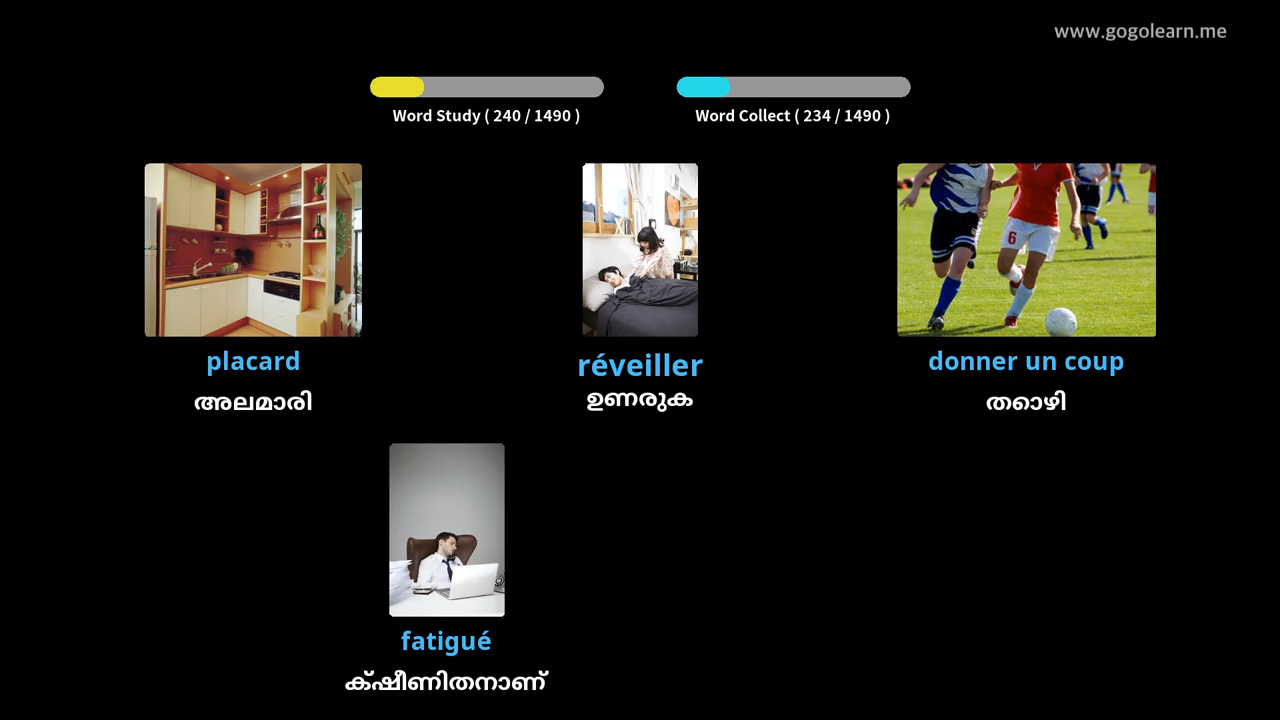 www.gogolearn.me
Word Study ( 240 / 1490 )
Word Collect ( 234 / 1490 )
placard
réveiller
donner un coup
അലമാരി
ഉണരുക
തൊഴി
6
fatigué
ക്ഷീണിതനാണ്